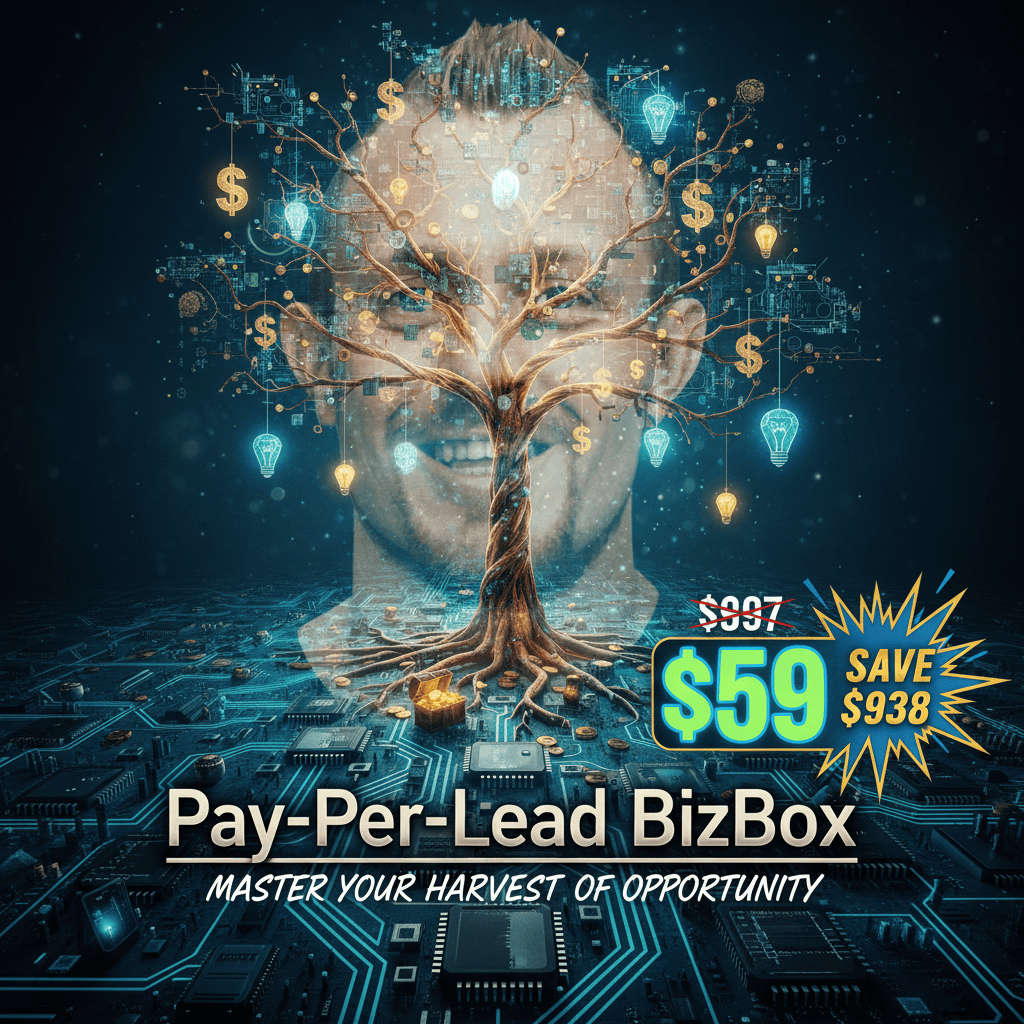 $997
$59
SAVE
$938
Pay-Per-Lead BizBox
MASTER YOUR HARVEST OF OPPORTUNITY